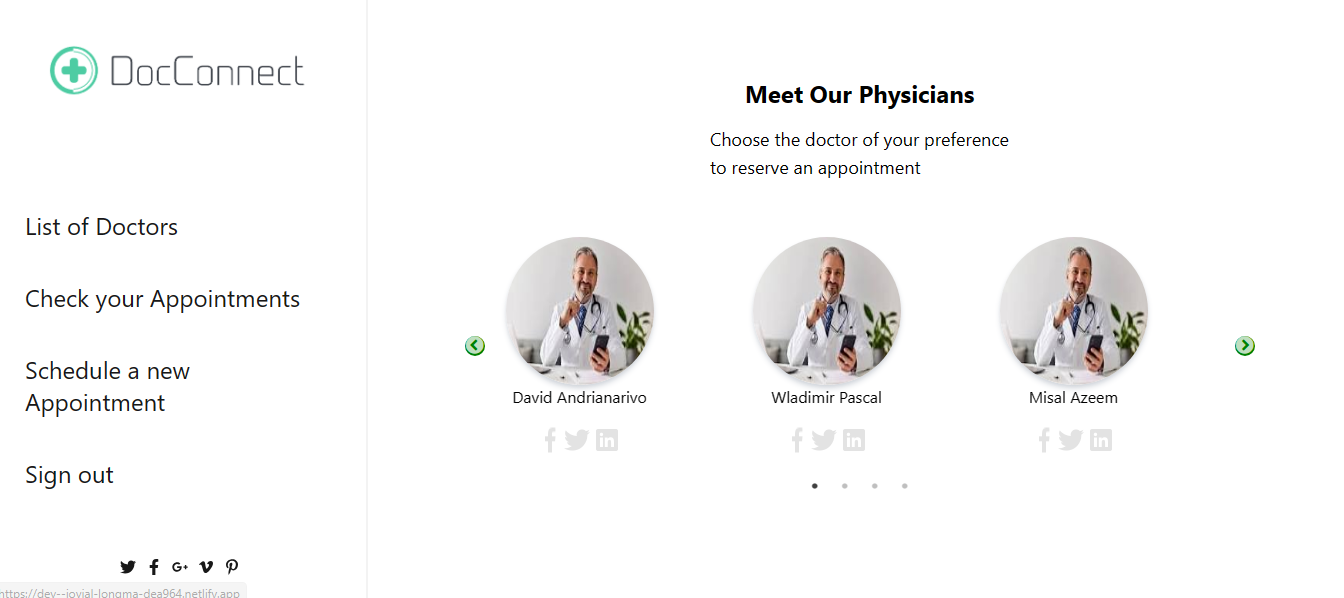 DocConnect
Meet Our Physicians
Choose the doctor of your preference
to reserve an appointment
List of Doctors
Check your Appointments
Schedule a new
Appointment
Sign out
David Andrianarivo
Wladimir Pascal
Misal Azeem
https://dev--jovial-longma-dea964.netlify.app